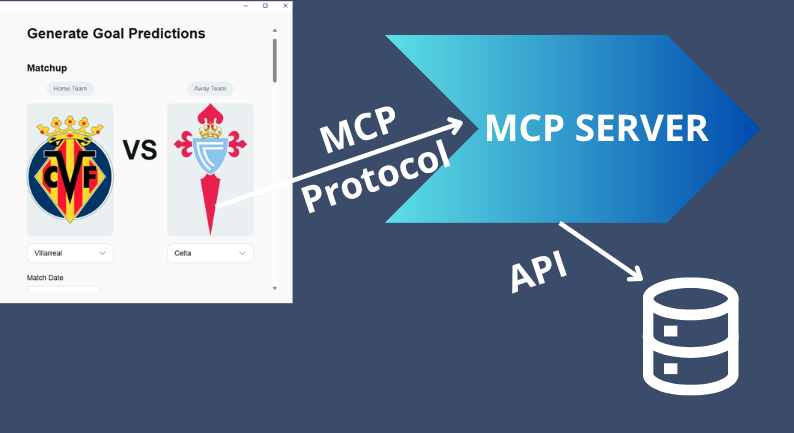 Generate Goal Predictions
Matchup
Home Team
Away Team
CVF
VS
Villarreal
Celta
Match Date
MCP
Protocol
MCP SERVER
API